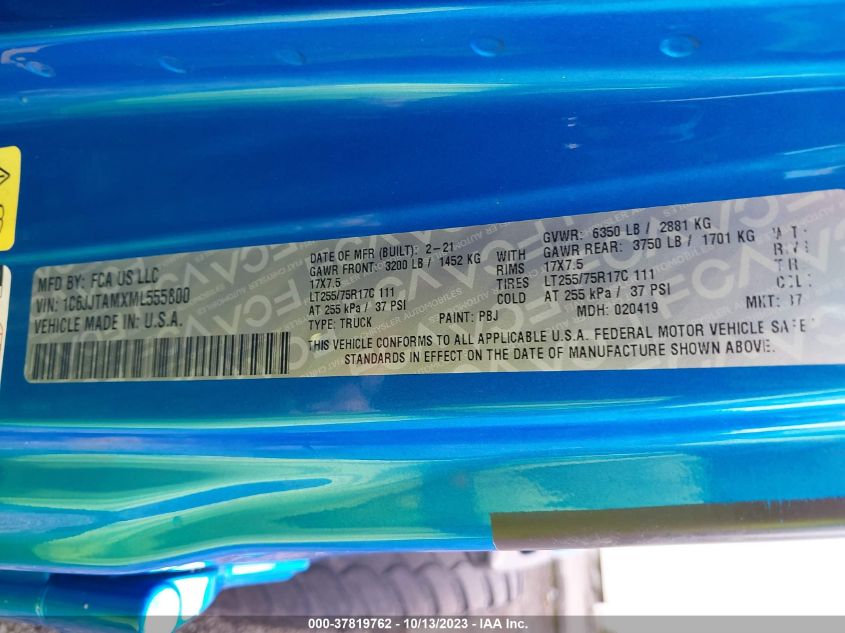 MFD BY: FCA US LLC
VIN: 1C6JJTAMXML555800
VEHICLE MADE IN: U.S.A.
DATE OF MFR (BUILT): 2-21
GAWR FRONT: 3200 LB / 1452 KG WITH
17X7.5 RIMS
LT255/75R17C 111 TIRES
AT 255 kPa / 37 PSI COLD
TYPE: TRUCK PAINT: PBJ
GVWR: 6350 LB / 2881 KG
GAWR REAR: 3750 LB / 1701 KG
17X7.5
LT255/75R17C 111
AT 255 kPa / 37 PSI
MDH: 020419 MKT:
THIS VEHICLE CONFORMS TO ALL APPLICABLE U.S.A. FEDERAL MOTOR VEHICLE
STANDARDS IN EFFECT ON THE DATE OF MANUFACTURE SHOWN ABOVE.
000-37819762 - 10/13/2023 - IAA Inc.